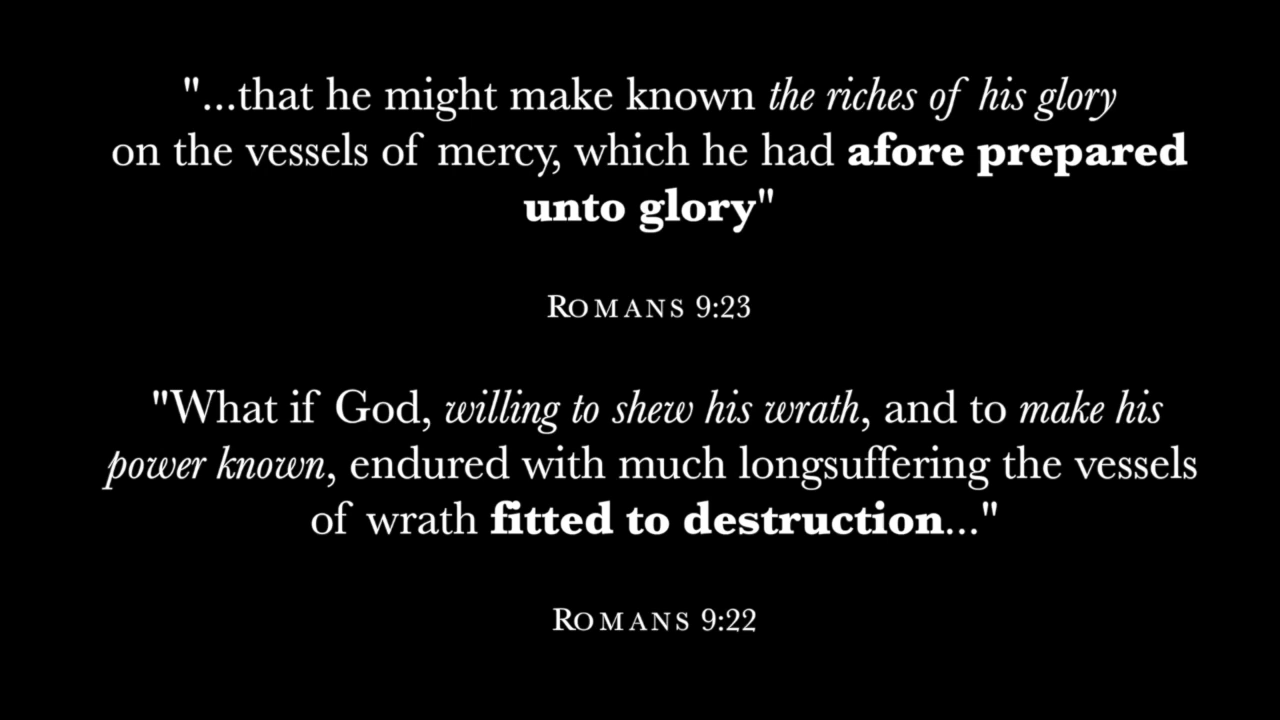 "...that he might make known the riches of his glory
on the vessels of mercy, which he had afore prepared
unto glory"
Romans 9:23
"What if God, willing to shew his wrath, and to make his
power known, endured with much longsuffering the vessels
of wrath fitted to destruction..."
Romans 9:22